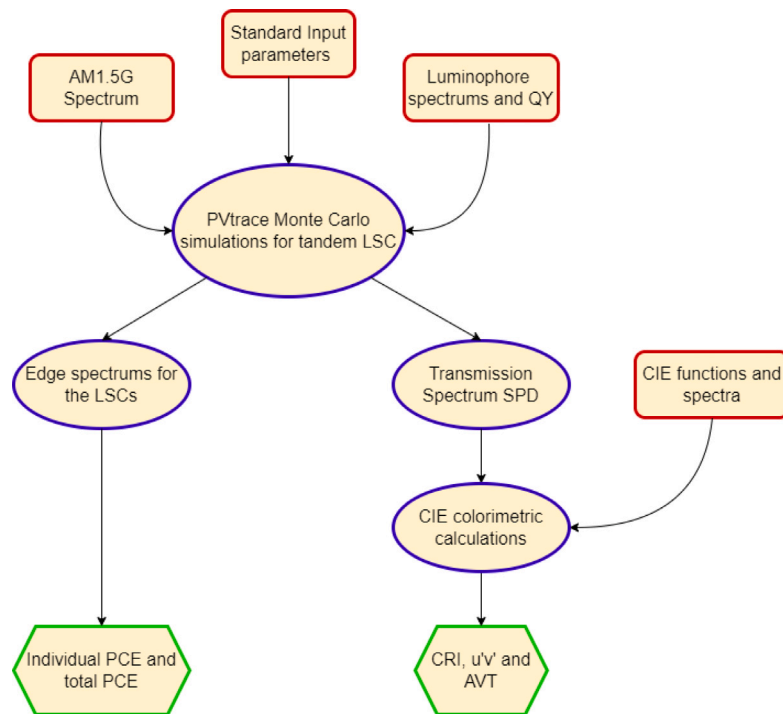 Standard Input
parameters
AM1.5G
Spectrum
Luminophore
spectrums and QY
PVtrace Monte Carlo
simulations for tandem LSC
Edge spectrums for
the LSCs
Transmission
Spectrum SPD
CIE functions and
spectra
CIE colorimetric
calculations
Individual PCE and
total PCE
CRI, u'v' and
AVT